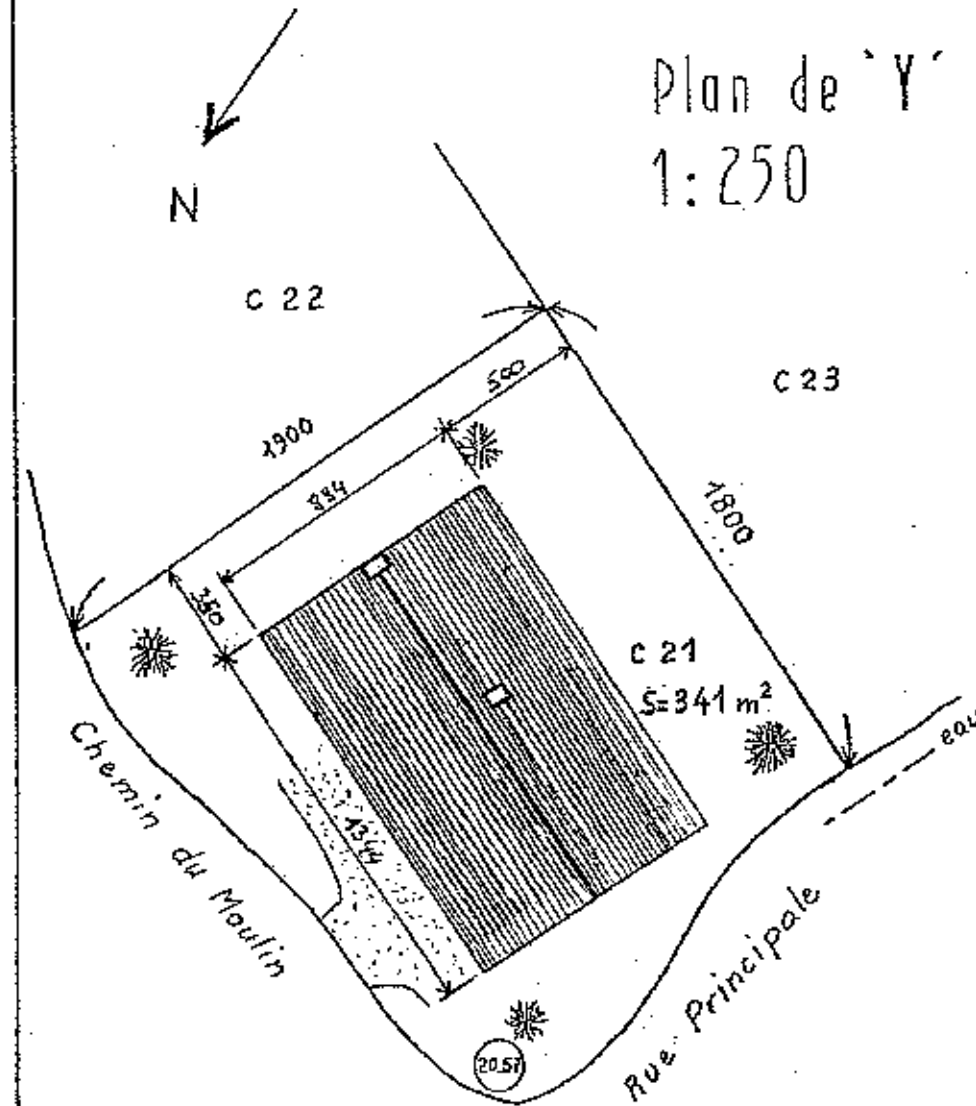 Plan de `Y´
1:250
N
C 22
C 23
500
1900
834
1800
350
C 21
S=341 m²
eau
1344
Chemin du Moulin
Rue Principale
20.57